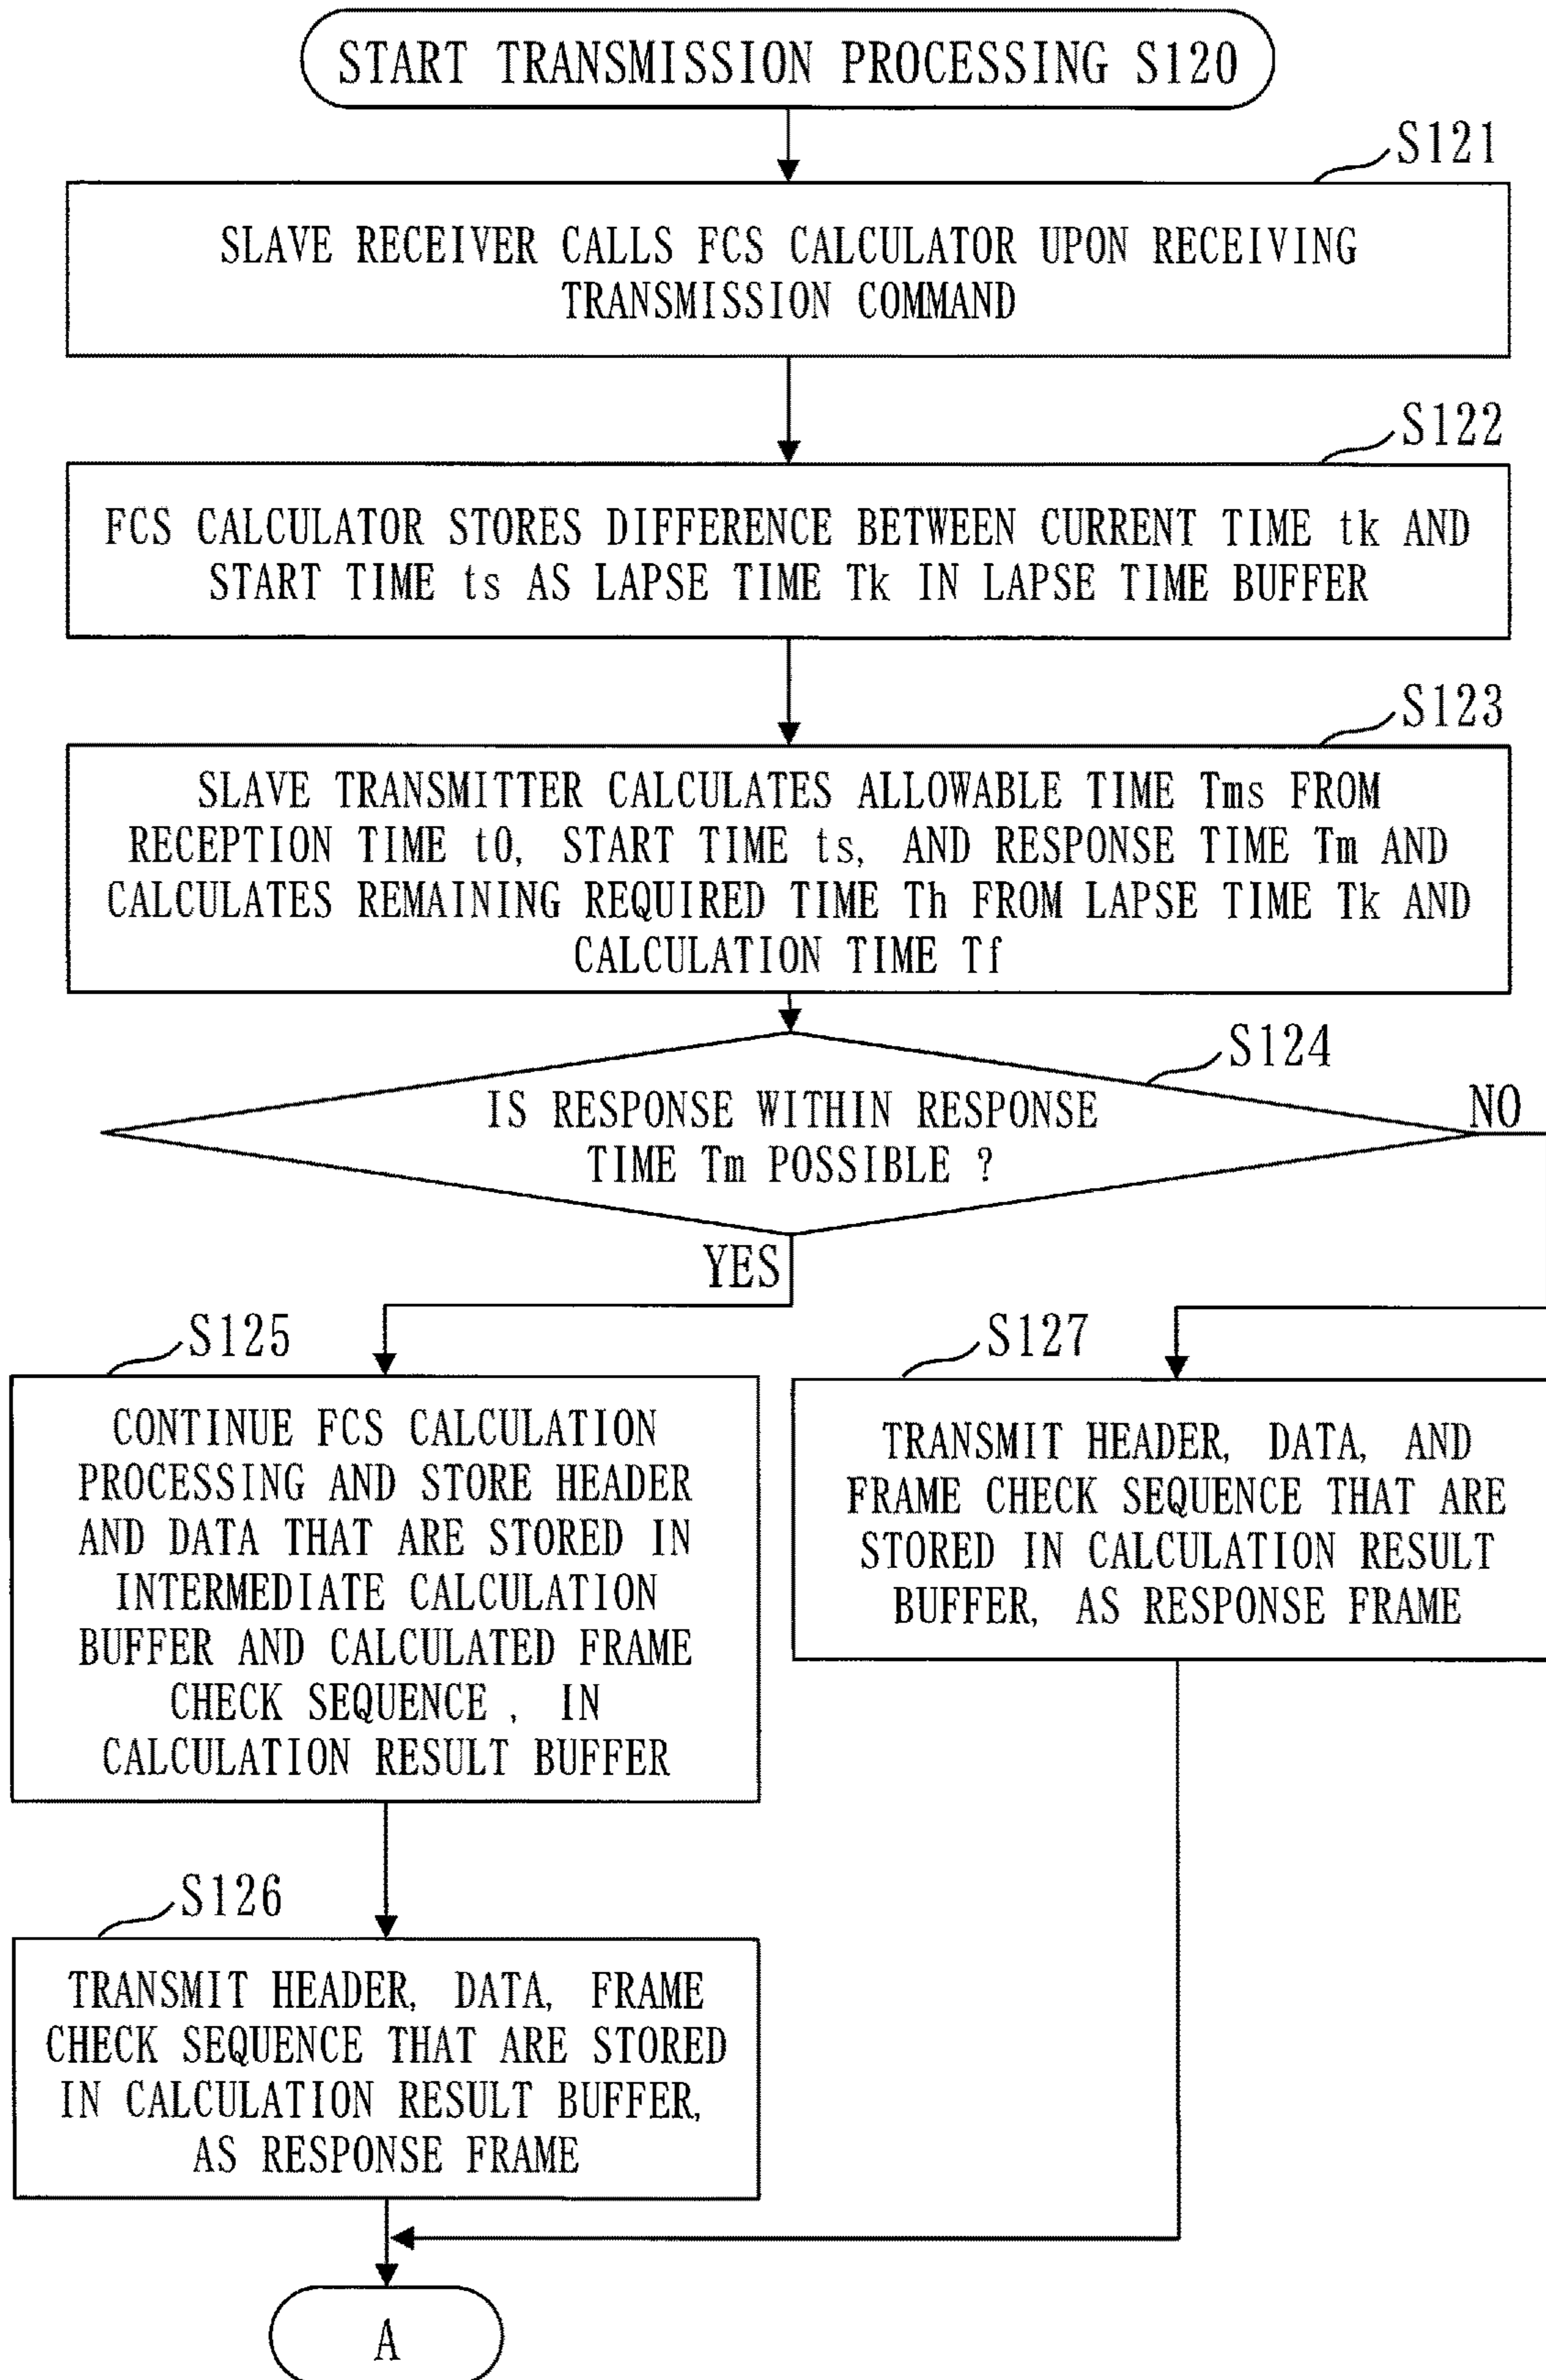 START TRANSMISSION PROCESSING S120
S121
SLAVE RECEIVER CALLS FCS CALCULATOR UPON RECEIVING
TRANSMISSION COMMAND
S122
FCS CALCULATOR STORES DIFFERENCE BETWEEN CURRENT TIME tk AND
START TIME ts AS LAPSE TIME Tk IN LAPSE TIME BUFFER
S123
SLAVE TRANSMITTER CALCULATES ALLOWABLE TIME Tms FROM
RECEPTION TIME t0, START TIME ts, AND RESPONSE TIME Tm AND
CALCULATES REMAINING REQUIRED TIME Th FROM LAPSE TIME Tk AND
CALCULATION TIME Tf
S124
IS RESPONSE WITHIN RESPONSE
TIME Tm POSSIBLE ?
NO
YES
S125
CONTINUE FCS CALCULATION
PROCESSING AND STORE HEADER
AND DATA THAT ARE STORED IN
INTERMEDIATE CALCULATION
BUFFER AND CALCULATED FRAME
CHECK SEQUENCE , IN
CALCULATION RESULT BUFFER
S127
TRANSMIT HEADER, DATA, AND
FRAME CHECK SEQUENCE THAT ARE
STORED IN CALCULATION RESULT
BUFFER, AS RESPONSE FRAME
S126
TRANSMIT HEADER, DATA, FRAME
CHECK SEQUENCE THAT ARE STORED
IN CALCULATION RESULT BUFFER,
AS RESPONSE FRAME
A